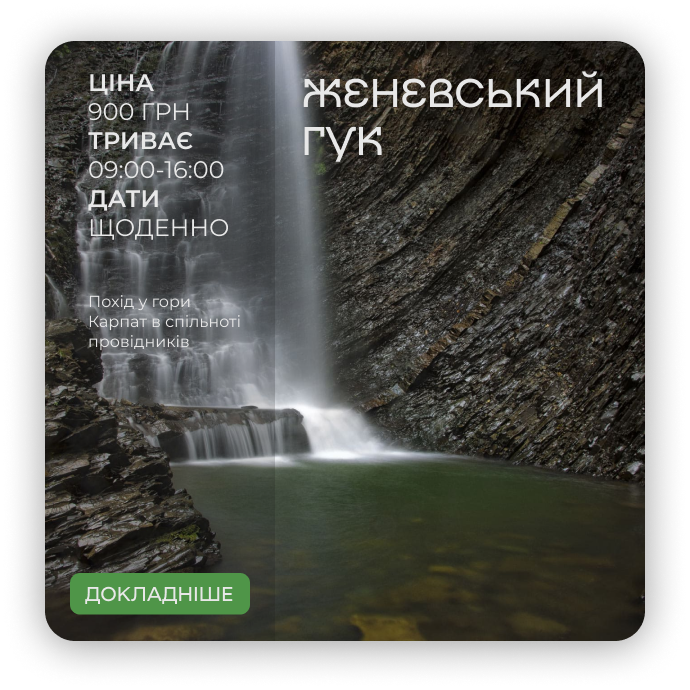 ЦІНА
900 ГРН
ТРИВАЄ
09:00-16:00
ДАТИ
ЩОДЕННО
Похід у гори
Карпат в спільноті
провідників
ЖЕНЕВСЬКИЙ
ГУК
ДОКЛАДНІШЕ